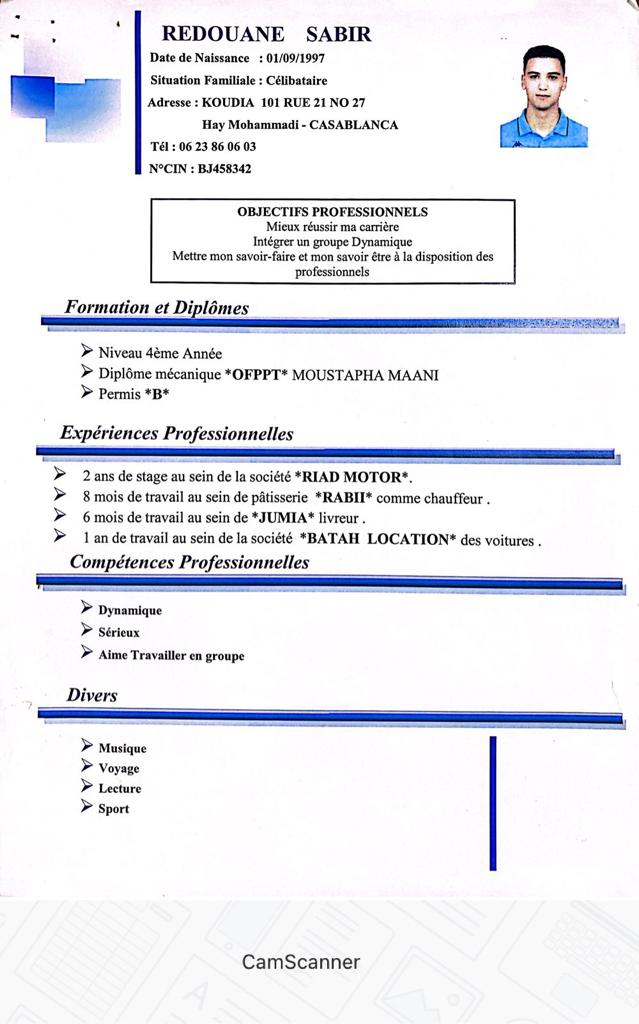 REDOUANE SABIR
Date de Naissance : 01/09/1997
Situation Familiale : Célibataire
Adresse : KOUDIA 101 RUE 21 NO 27
Hay Mohammadi - CASABLANCA
Tél : 06 23 86 06 03
N°CIN : BJ458342
OBJECTIFS PROFESSIONNELS
Mieux réussir ma carrière
Intégrer un groupe Dynamique
Mettre mon savoir-faire et mon savoir être à la disposition des
professionnels
Formation et Diplômes
Niveau 4ème Année
Diplôme mécanique *OFPPT* MOUSTAPHA MAANI
Permis *B*
Expériences Professionnelles
2 ans de stage au sein de la société *RIAD MOTOR*.
8 mois de travail au sein de pâtisserie *RABII* comme chauffeur .
6 mois de travail au sein de *JUMIA* livreur .
1 an de travail au sein de la société *BATAH LOCATION* des voitures .
Compétences Professionnelles
Dynamique
Sérieux
Aime Travailler en groupe
Divers
Musique
Voyage
Lecture
Sport
CamScanner